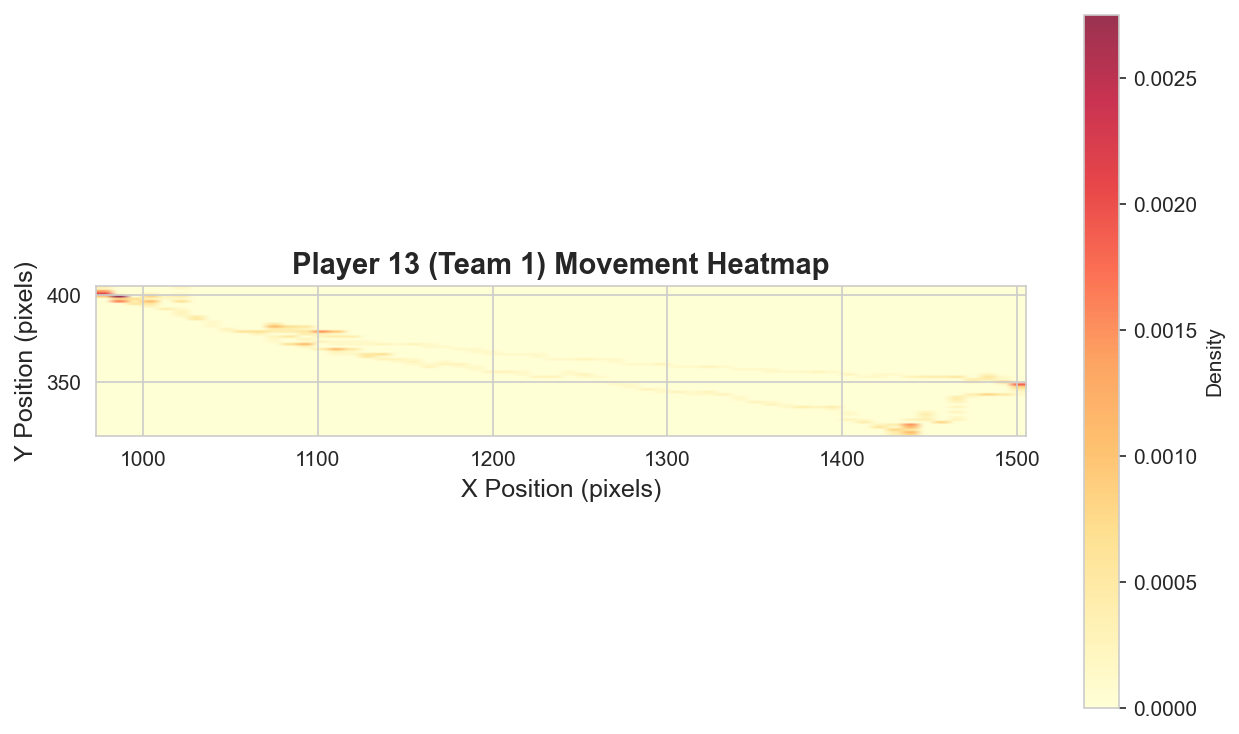 Player 13 (Team 1) Movement Heatmap
Y Position (pixels)
400
350
1000 1100 1200 1300 1400 1500
X Position (pixels)
0.0025
0.0020
0.0015
0.0010
0.0005
0.0000
Density